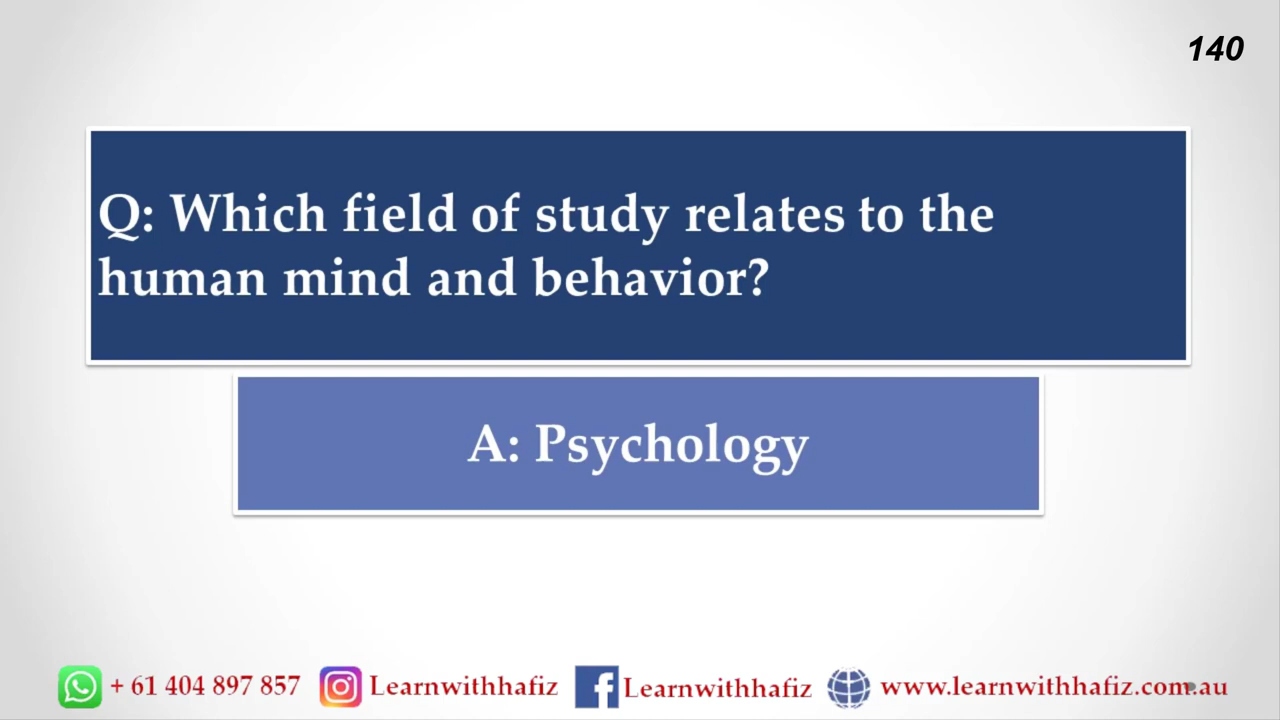 140
Q: Which field of study relates to the
human mind and behavior?
A: Psychology
+ 61 404 897 857 Learnwithhafiz Learnwithhafiz www.learnwithhafiz.com.au